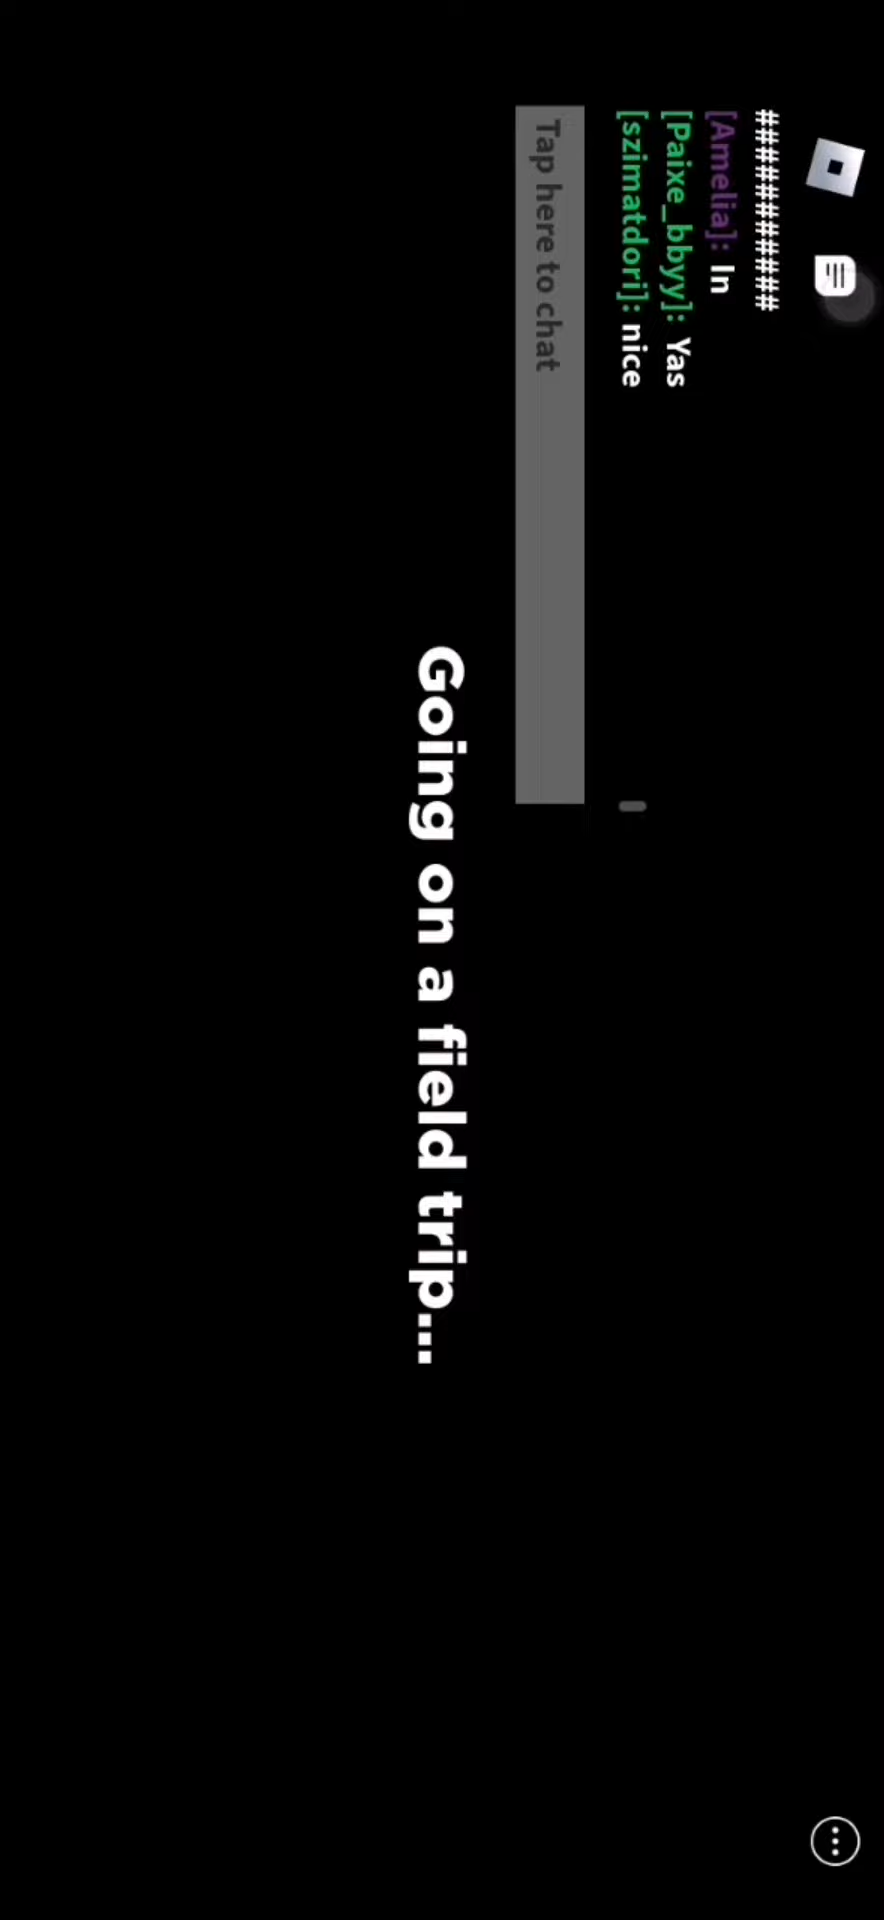 ############
[Amelia]: In
[Paixe_bbyy]: Yas
[szimatdori]: nice
Tap here to chat
Going on a field trip...